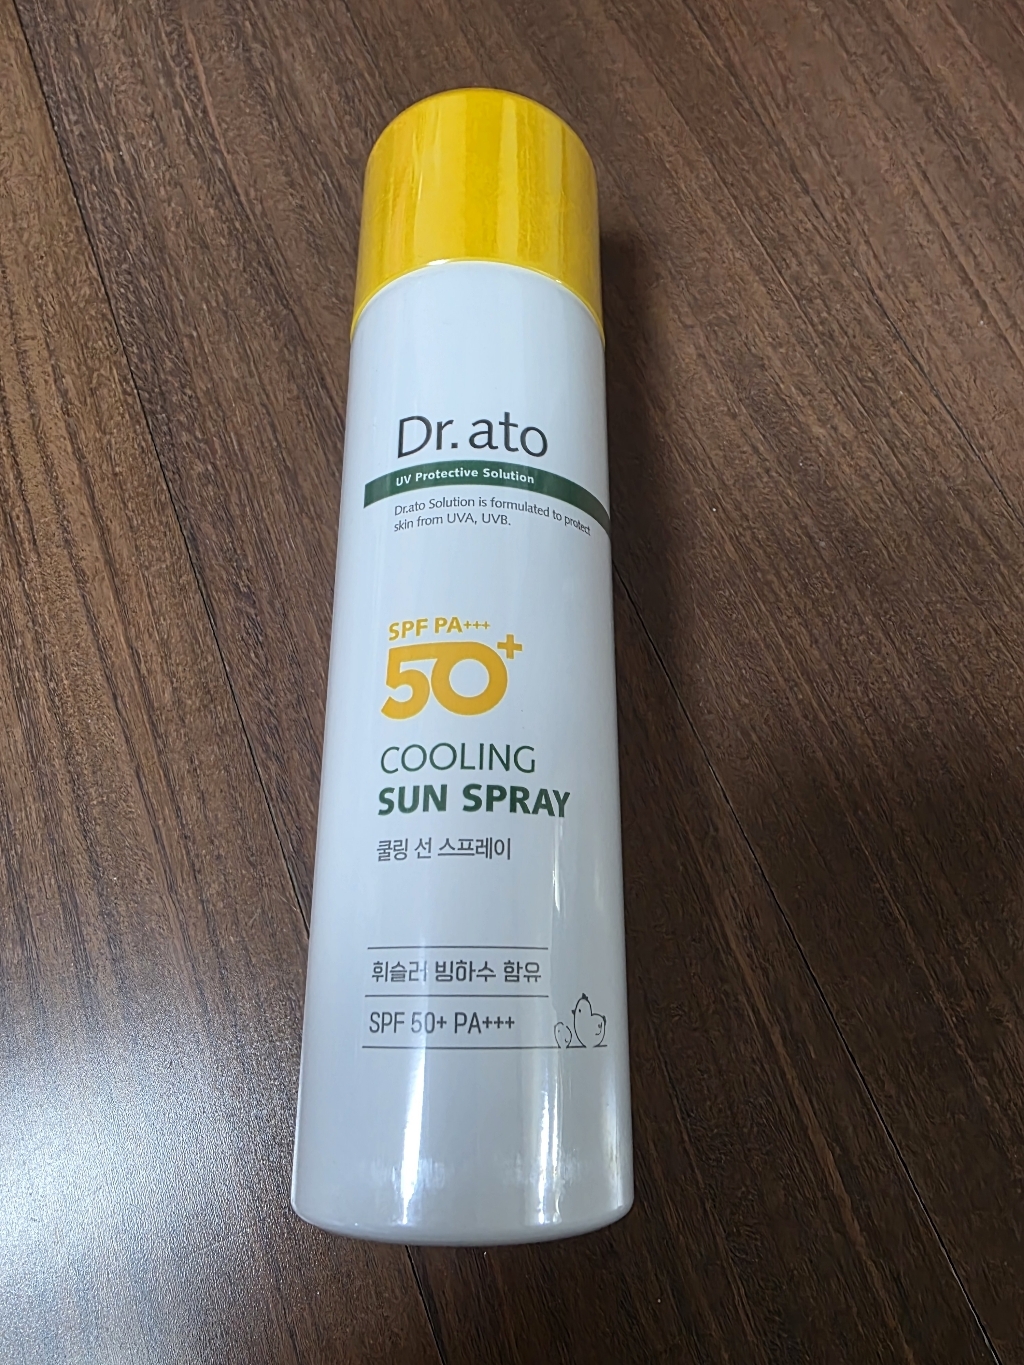 Dr.ato
UV Protective Solution
Dr.ato Solution is formulated to protect
skin from UVA, UVB.
SPF PA+++
50+
COOLING
SUN SPRAY
쿨링 선 스프레이
휘슬러 빙하수 함유
SPF 50+ PA+++